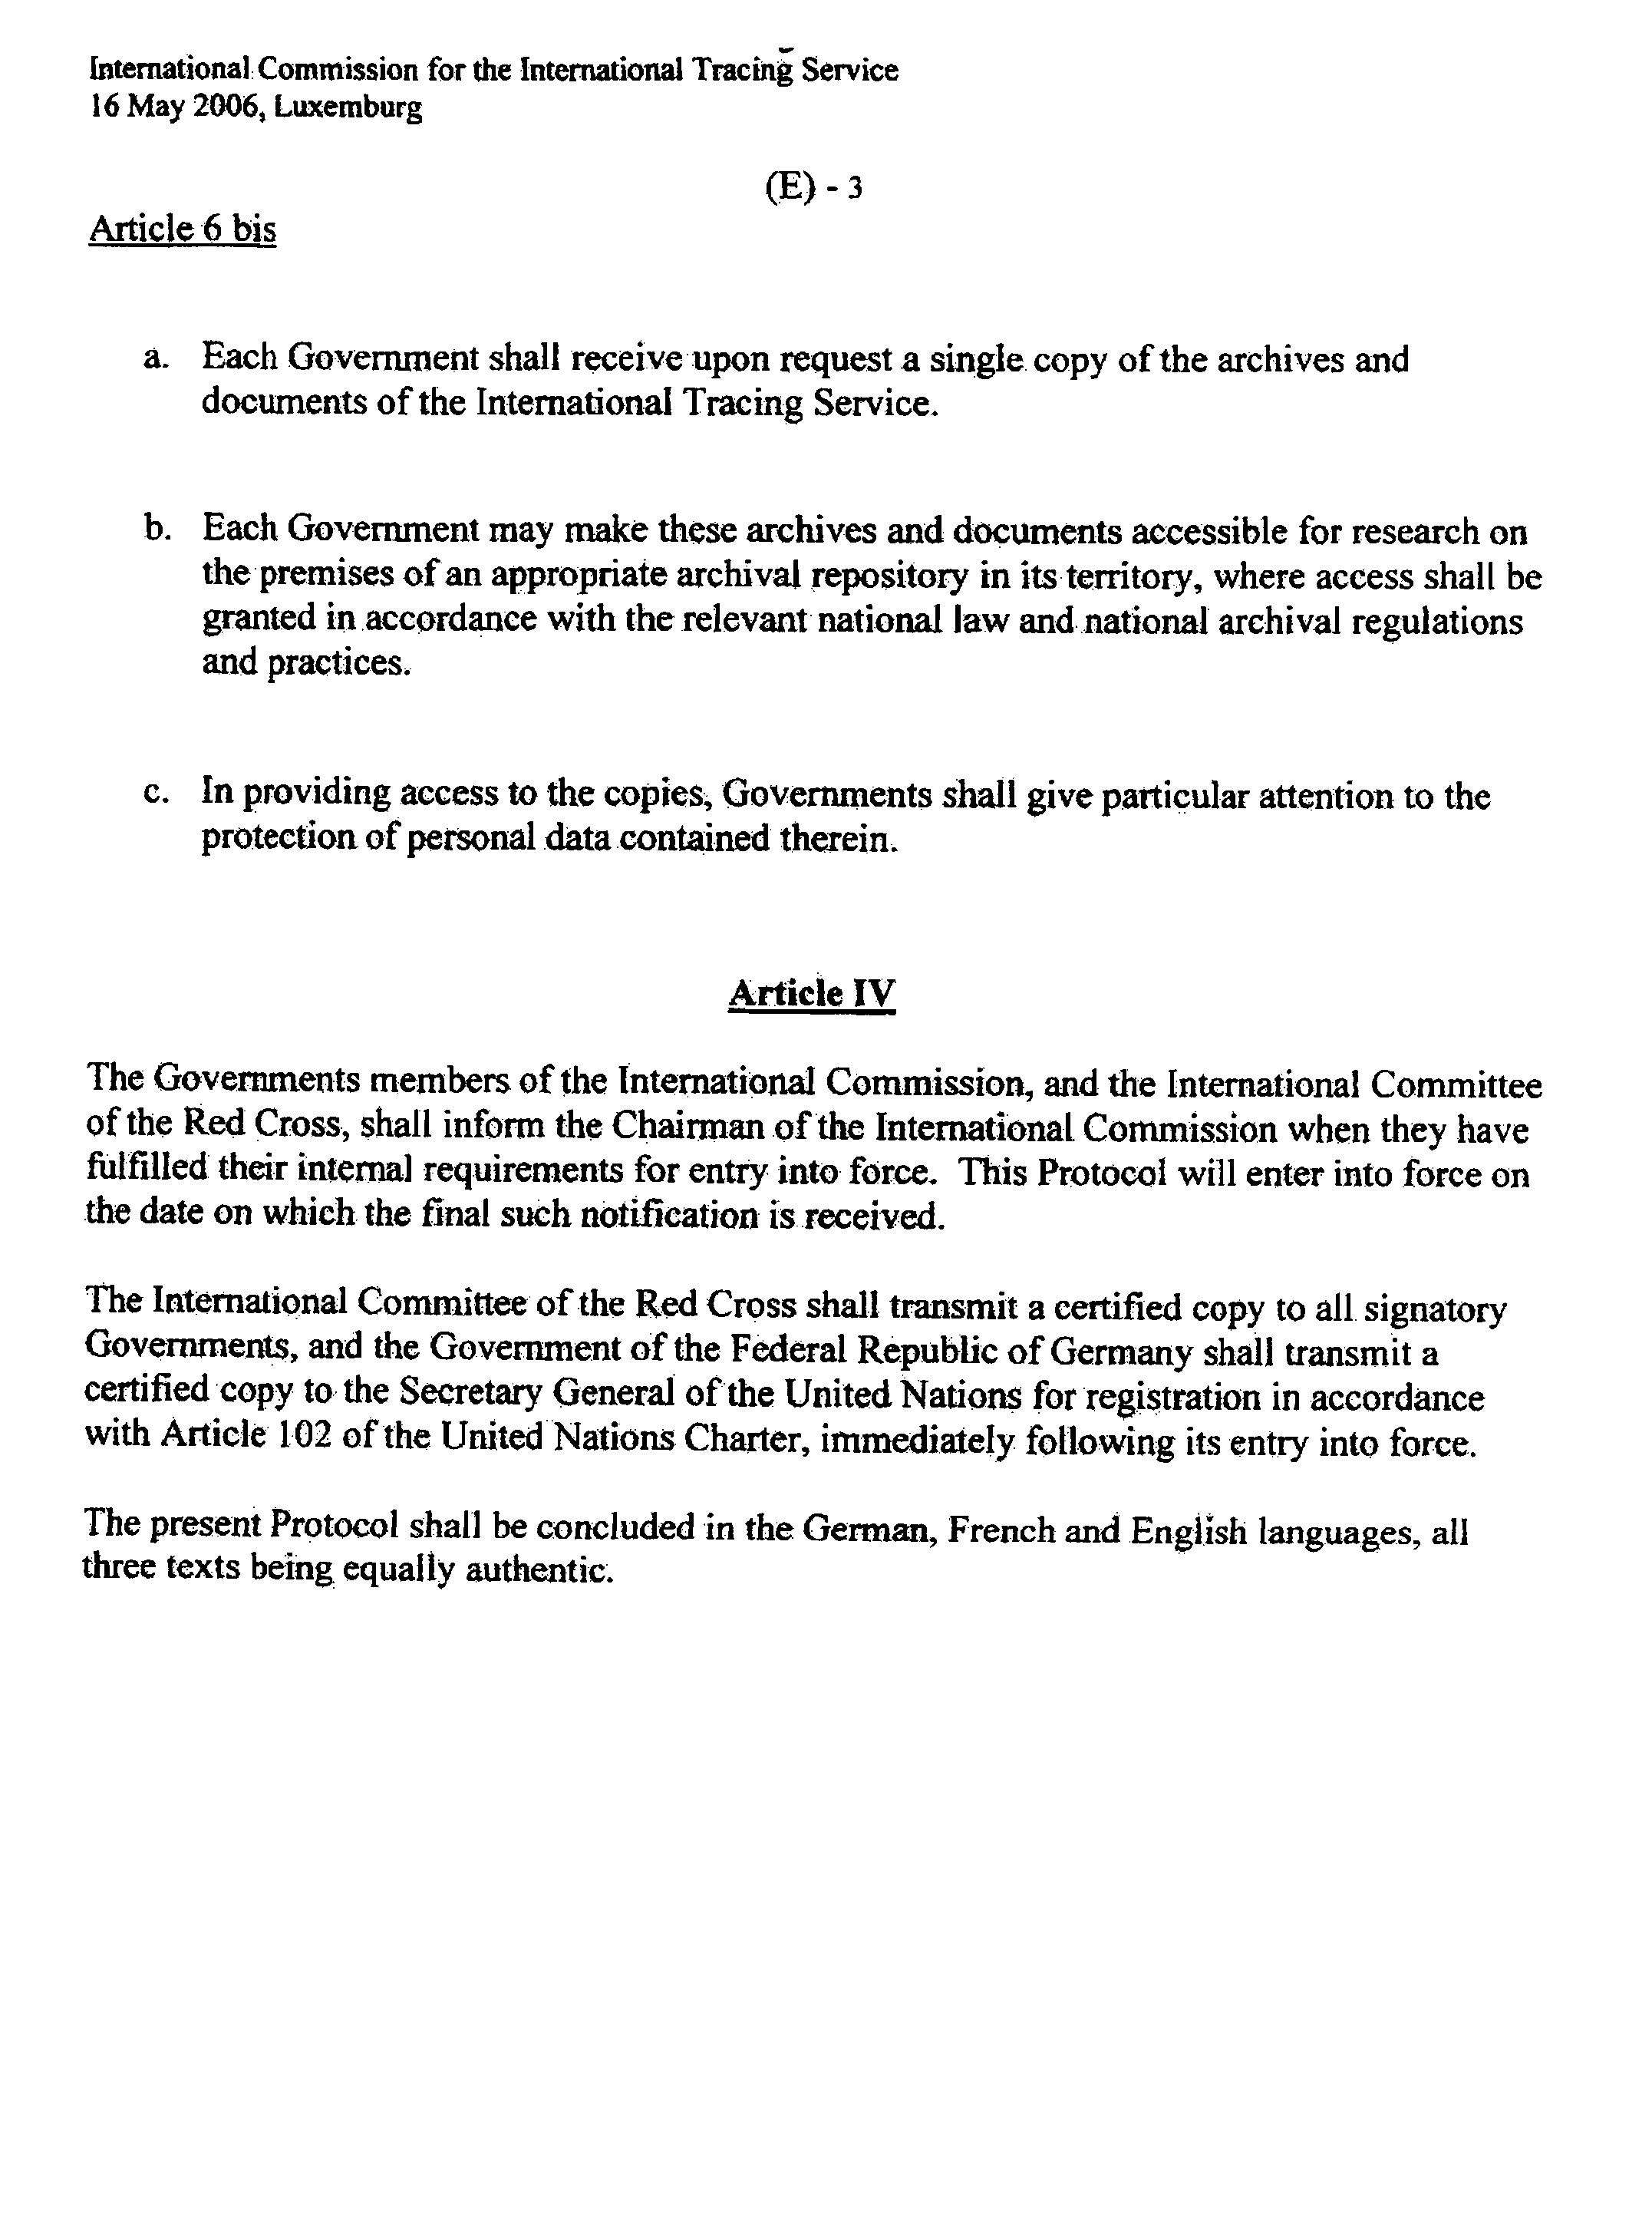 International Commission for the International Tracing Service
16 May 2006, Luxemburg
(E) - 3
Article 6 bis
a. Each Government shall receive upon request a single copy of the archives and
documents of the International Tracing Service.
b. Each Government may make these archives and documents accessible for research on
the premises of an appropriate archival repository in its territory, where access shall be
granted in accordance with the relevant national law and national archival regulations
and practices.
c. In providing access to the copies, Governments shall give particular attention to the
protection of personal data contained therein.
Article IV
The Governments members of the International Commission, and the International Committee
of the Red Cross, shall inform the Chairman of the International Commission when they have
fulfilled their internal requirements for entry into force. This Protocol will enter into force on
the date on which the final such notification is received.
The International Committee of the Red Cross shall transmit a certified copy to all signatory
Governments, and the Government of the Federal Republic of Germany shall transmit a
certified copy to the Secretary General of the United Nations for registration in accordance
with Article 102 of the United Nations Charter, immediately following its entry into force.
The present Protocol shall be concluded in the German, French and English languages, all
three texts being equally authentic.